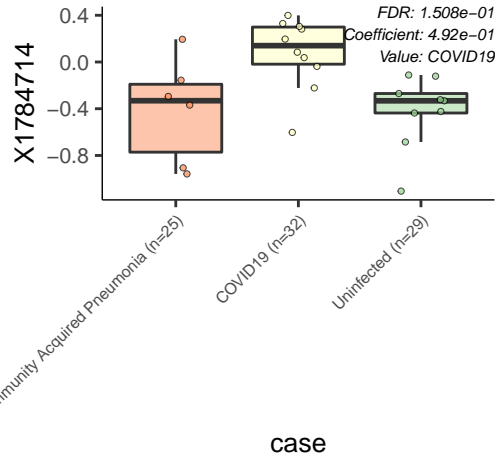 FDR: 1.508e−01
Coefficient: 4.92e−01
Value: COVID19
X1784714
0.4
0.0
−0.4
−0.8
Acquired Pneumonia (n=25)
COVID19 (n=32)
Uninfected (n=29)
case